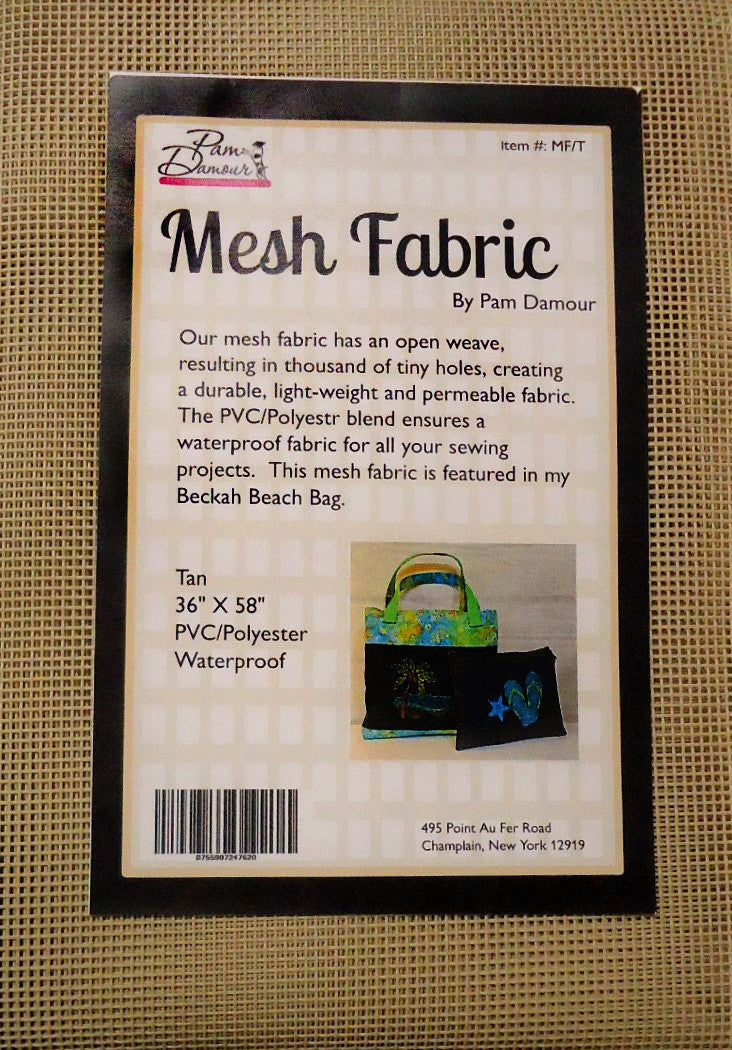 Pam
Damour
Item #: MF/T
Mesh Fabric
By Pam Damour
Our mesh fabric has an open weave,
resulting in thousand of tiny holes, creating
a durable, light-weight and permeable fabric.
The PVC/Polyestr blend ensures a
waterproof fabric for all your sewing
projects.  This mesh fabric is featured in my
Beckah Beach Bag.
Tan
36" X 58"
PVC/Polyester
Waterproof
0755907247620
495 Point Au Fer Road
Champlain, New York 12919